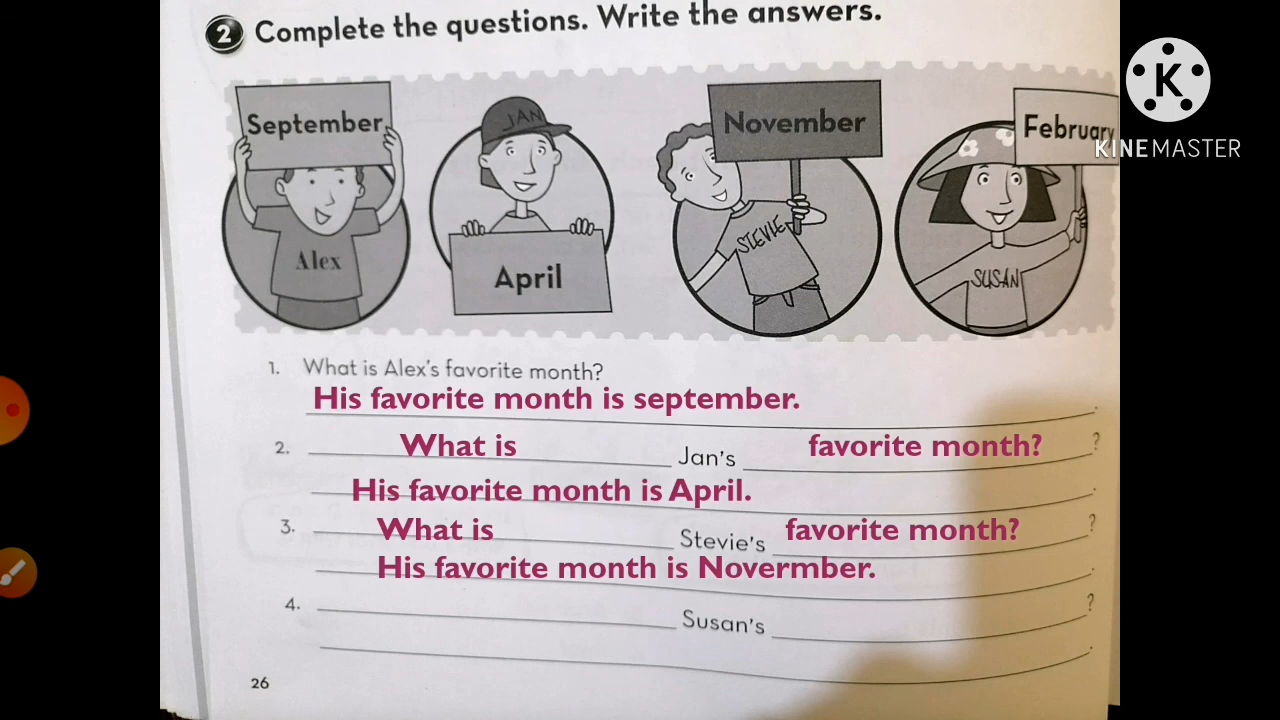 2 Complete the questions. Write the answers.
September
JAN
November
February
K
KINEMASTER
Alex
April
STEVIE
SUSAN
1. What is Alex's favorite month?
His favorite month is september.
2. What is Jan's favorite month? ?
His favorite month is April.
3. What is Stevie's favorite month? ?
His favorite month is Novermber.
4. Susan's ?
26